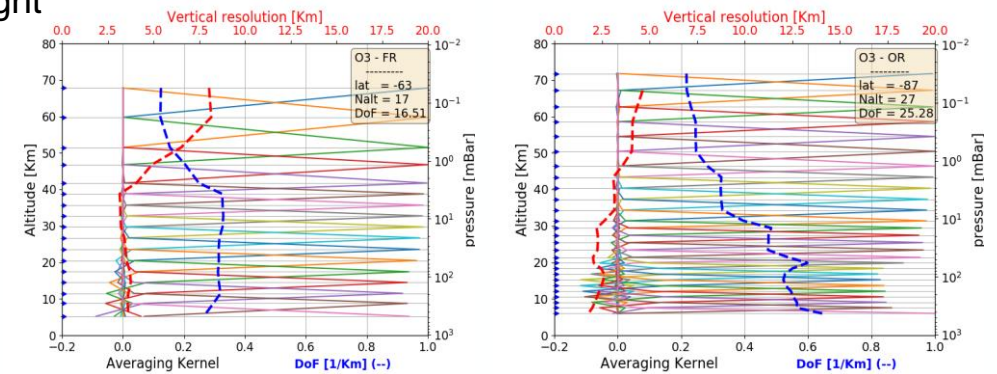 ght
Vertical resolution [Km]
0.0 2.5 5.0 7.5 10.0 12.5 15.0 17.5 20.0
80
70
60
50
40
30
20
10
0
Altitude [Km]
O3 - FR
---------
lat = -63
Nalt = 17
DoF = 16.51
10⁻²
10⁻¹
10⁰
10¹
10²
10³
pressure [mBar]
−0.2 0.0 0.2 0.4 0.6 0.8 1.0
Averaging Kernel DoF [1/Km] (--)
Vertical resolution [Km]
0.0 2.5 5.0 7.5 10.0 12.5 15.0 17.5 20.0
80
70
60
50
40
30
20
10
0
Altitude [Km]
O3 - OR
---------
lat = -87
Nalt = 27
DoF = 25.28
10⁻²
10⁻¹
10⁰
10¹
10²
10³
pressure [mBar]
−0.2 0.0 0.2 0.4 0.6 0.8 1.0
Averaging Kernel DoF [1/Km] (--)